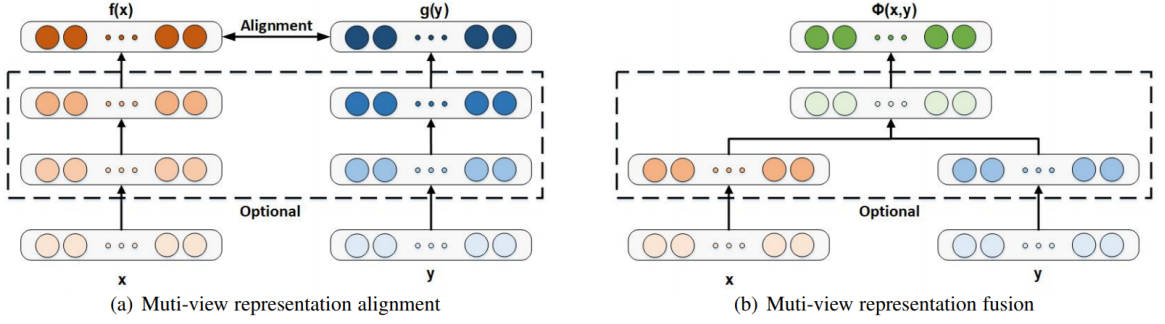 f(x)
Alignment
g(y)
Optional
x
y
(a) Muti-view representation alignment
Φ(x,y)
Optional
x
y
(b) Muti-view representation fusion